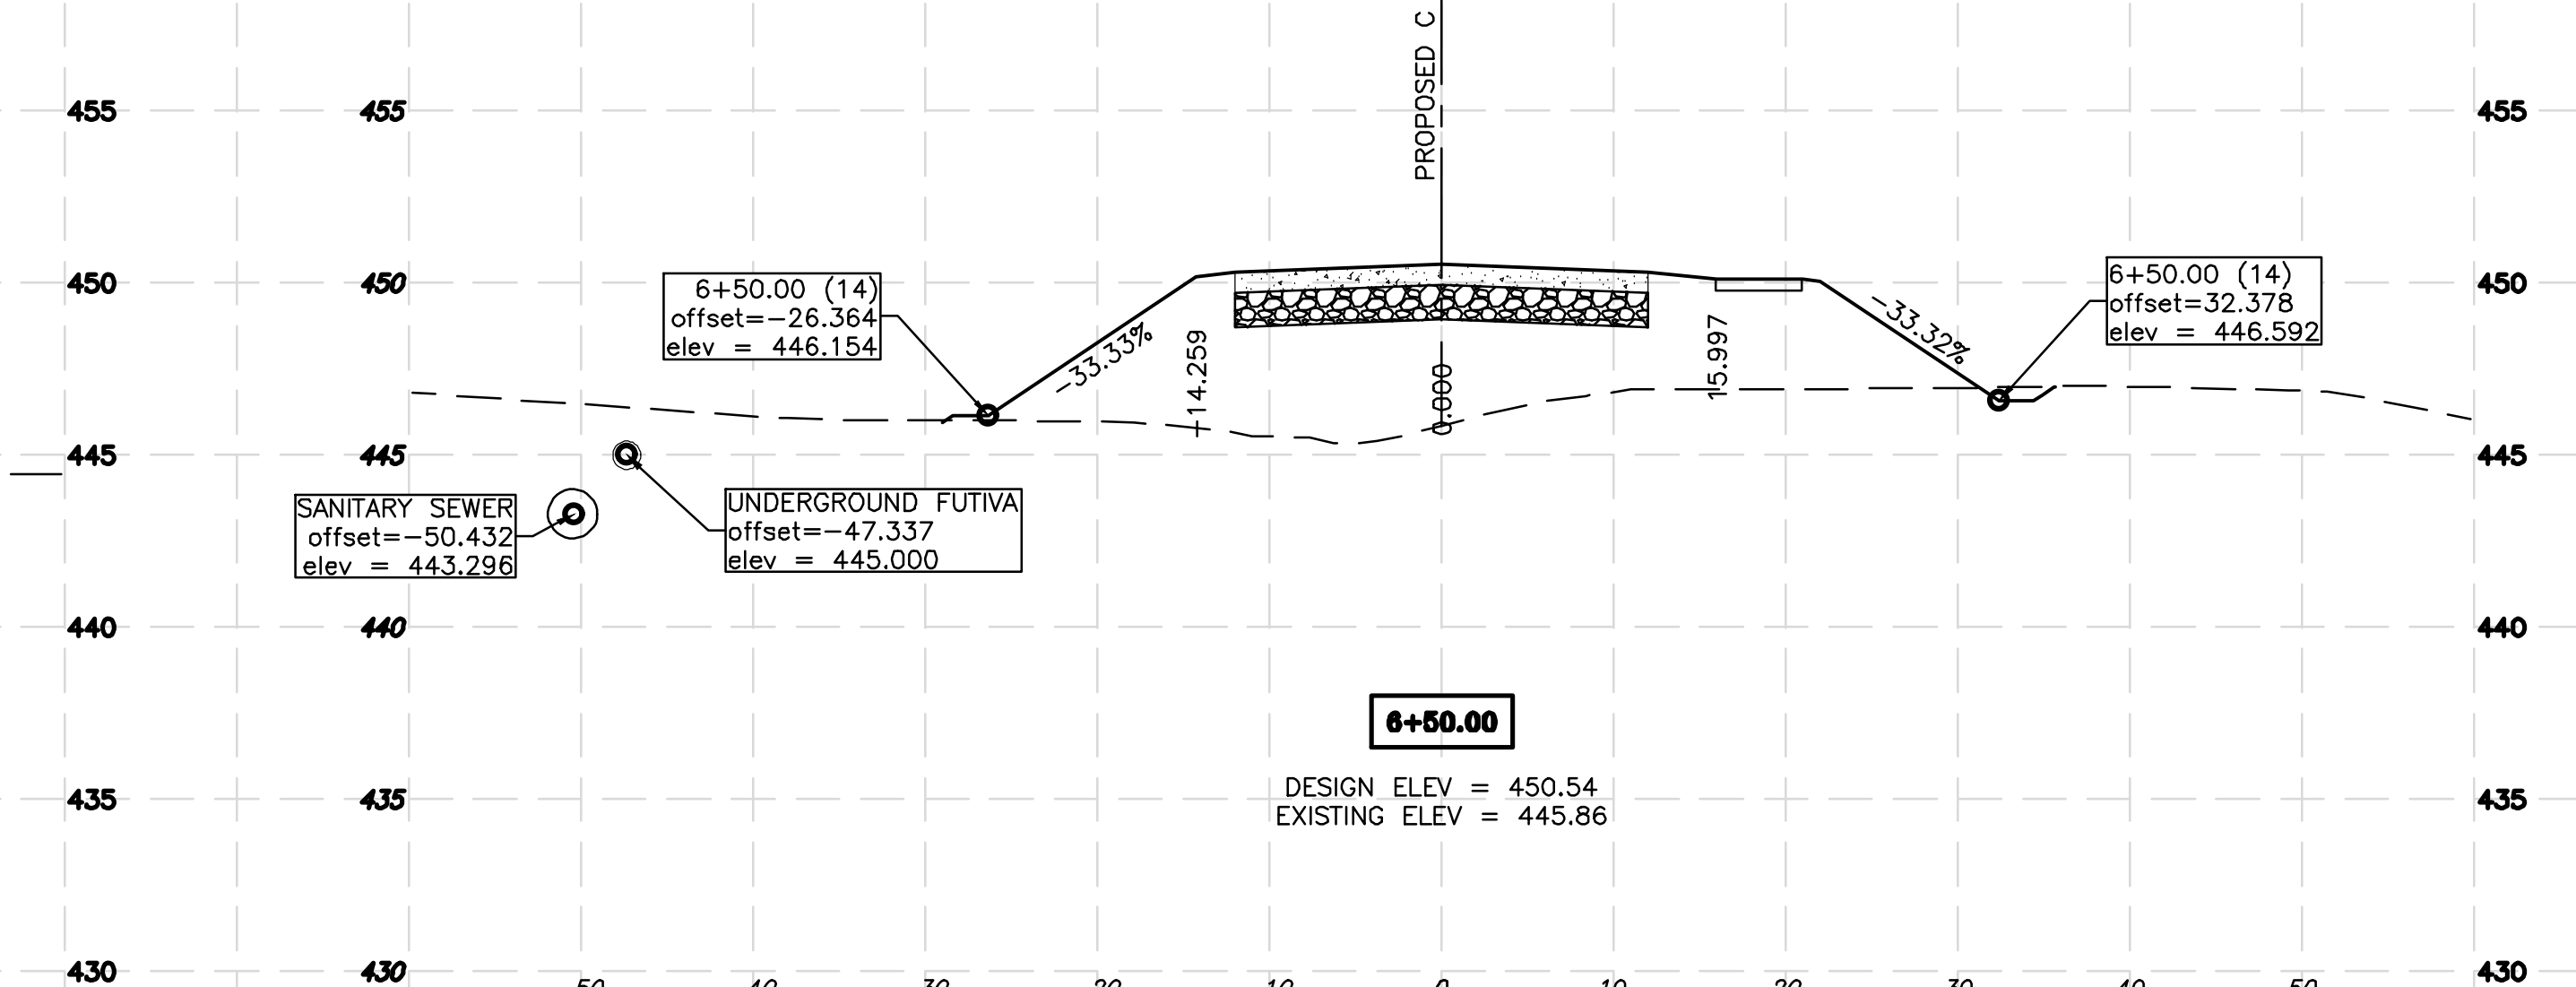 PROPOSED C
455 455 455
450 450 450
6+50.00 (14)
offset=-26.364
elev = 446.154
-33.33%
-14.259
0.000
15.997
-33.32%
6+50.00 (14)
offset=32.378
elev = 446.592
445 445 445
SANITARY SEWER
offset=-50.432
elev = 443.296
UNDERGROUND FUTIVA
offset=-47.337
elev = 445.000
440 440 440
6+50.00
DESIGN ELEV = 450.54
EXISTING ELEV = 445.86
435 435 435
430 430 430